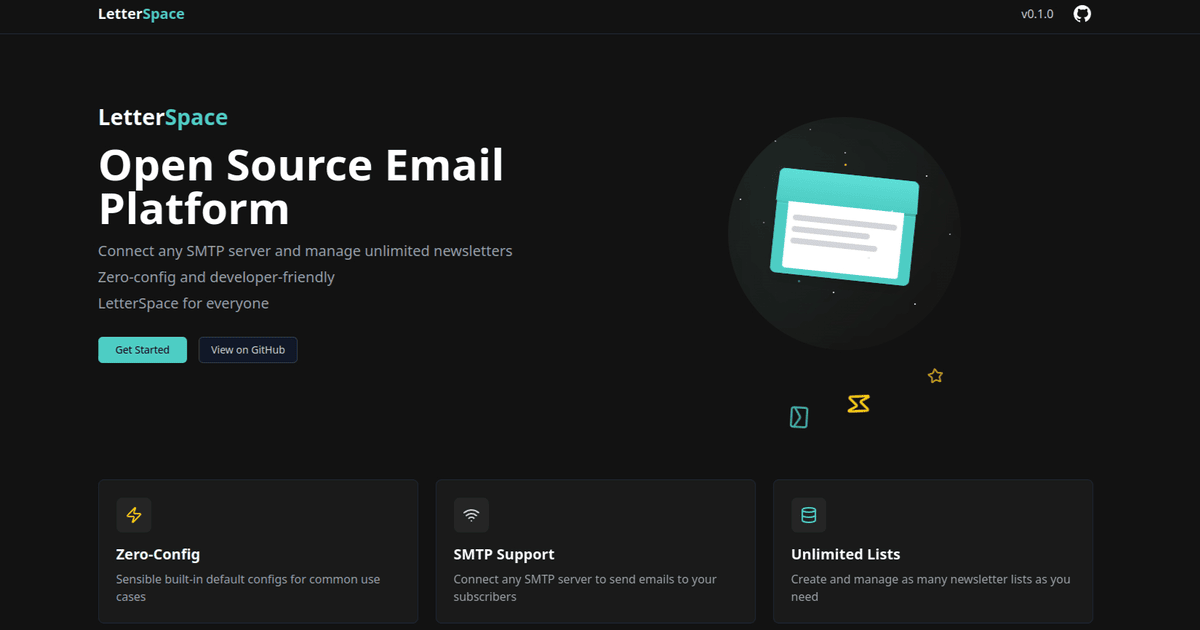 LetterSpace
v0.1.0
LetterSpace
Open Source Email
Platform
Connect any SMTP server and manage unlimited newsletters
Zero-config and developer-friendly
LetterSpace for everyone
Get Started
View on GitHub
Zero-Config
Sensible built-in default configs for common use
cases
SMTP Support
Connect any SMTP server to send emails to your
subscribers
Unlimited Lists
Create and manage as many newsletter lists as you
need